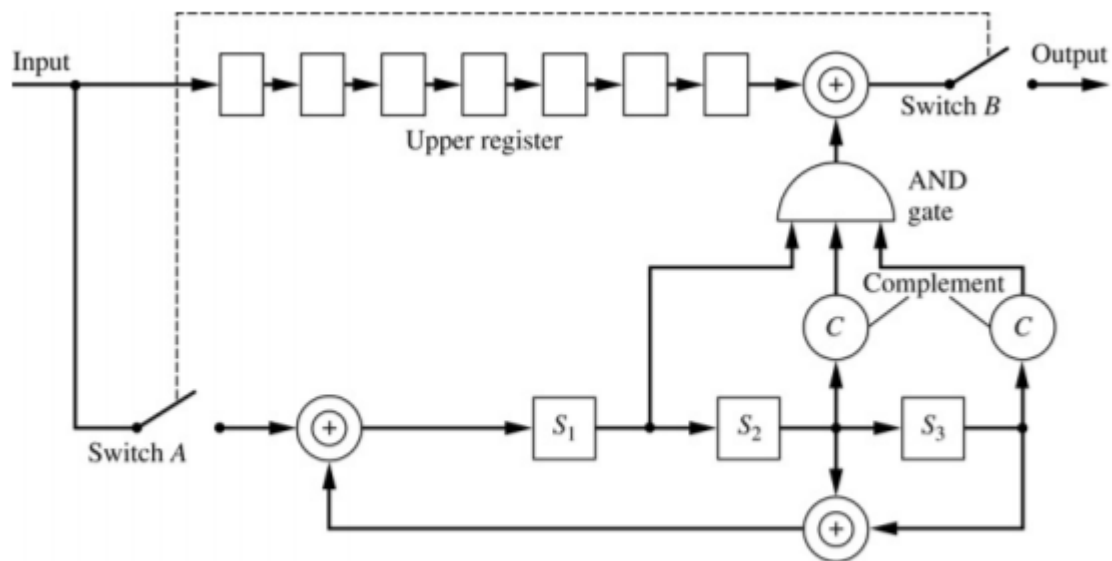 Input
Output
Switch B
Upper register
AND
gate
Complement
C
C
S1
S2
S3
Switch A
+
+
+